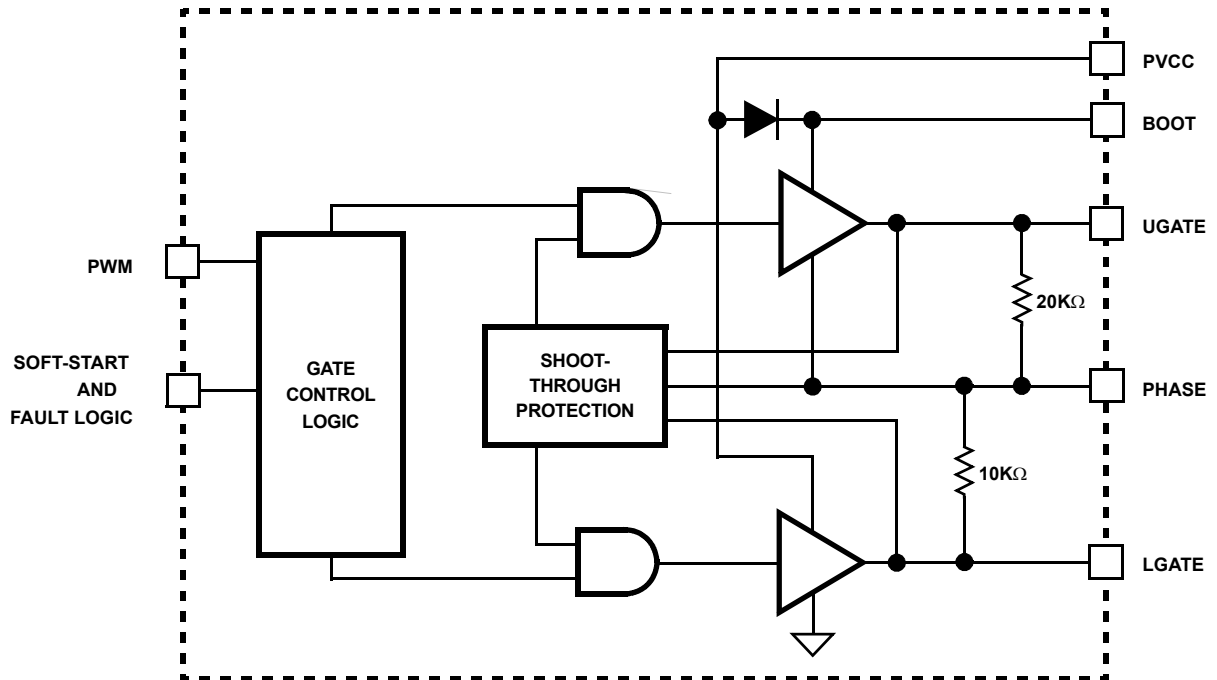 PVCC
BOOT
UGATE
PWM
20KΩ
SOFT-START
AND
FAULT LOGIC
GATE
CONTROL
LOGIC
SHOOT-
THROUGH
PROTECTION
PHASE
10KΩ
LGATE